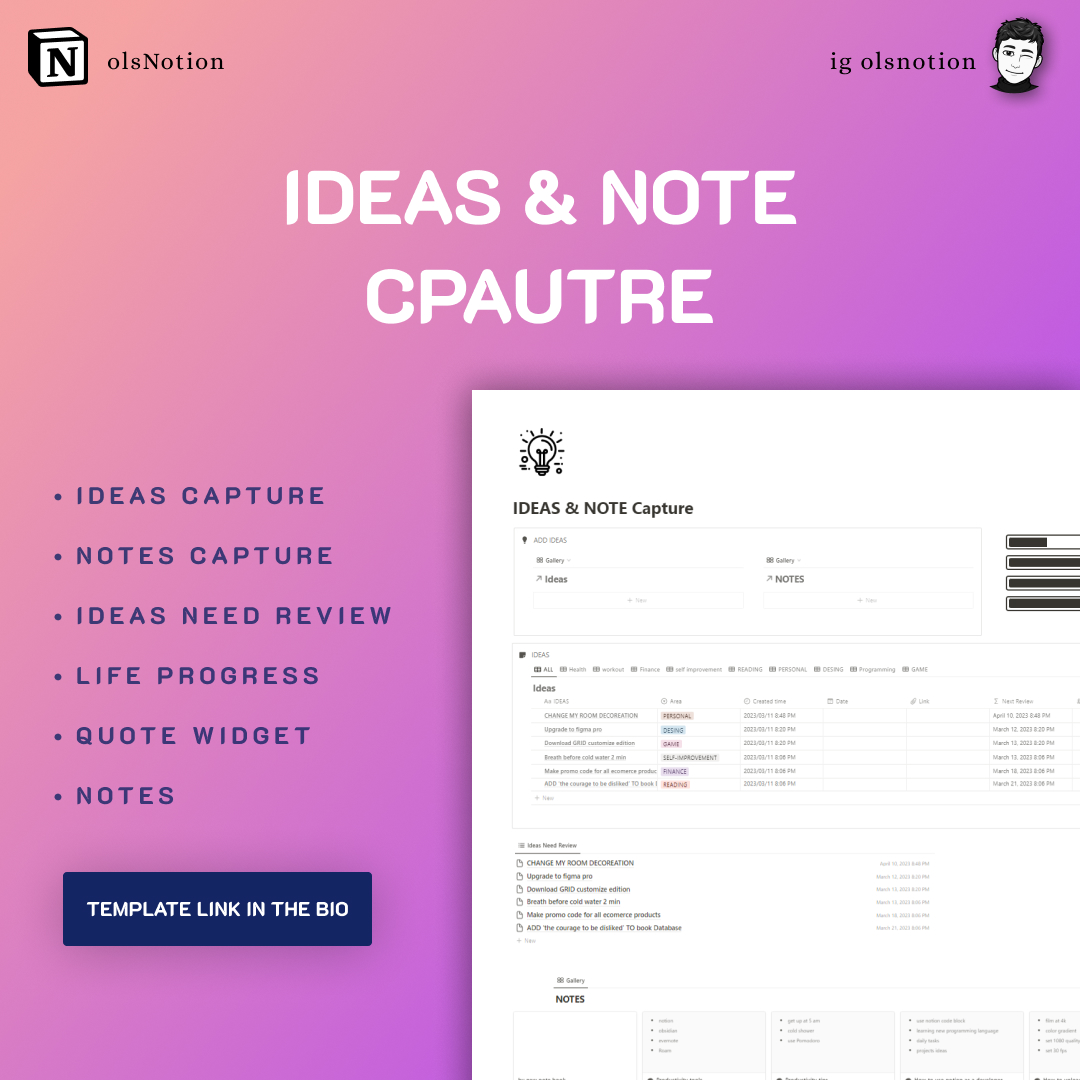 N olsNotion
ig olsnotion
IDEAS & NOTE
CPAUTRE
• IDEAS CAPTURE
• NOTES CAPTURE
• IDEAS NEED REVIEW
• LIFE PROGRESS
• QUOTE WIDGET
• NOTES
TEMPLATE LINK IN THE BIO
IDEAS & NOTE Capture
ADD IDEAS
Gallery
Gallery
Ideas
NOTES
+ New
+ New
IDEAS
ALL Health workout Finance self improvement READING PERSONAL DESING Programming GAME
Ideas
Aa IDEAS Area Created time Date Link Next Review
CHANGE MY ROOM DECOREATION PERSONAL 2023/03/11 8:48 PM April 10, 2023 8:48 PM
Upgrade to figma pro DESING 2023/03/11 8:20 PM March 12, 2023 8:20 PM
Download GRID customize edition GAME 2023/03/11 8:20 PM March 13, 2023 8:20 PM
Breath before cold water 2 min SELF-IMPROVEMENT 2023/03/11 8:06 PM March 13, 2023 8:06 PM
Make promo code for all ecomerce produc FINANCE 2023/03/11 8:06 PM March 18, 2023 8:06 PM
ADD 'the courage to be disliked' TO book READING 2023/03/11 8:06 PM March 21, 2023 8:06 PM
+ New
Ideas Need Review
CHANGE MY ROOM DECOREATION April 10, 2023 8:48 PM
Upgrade to figma pro March 12, 2023 8:20 PM
Download GRID customize edition March 13, 2023 8:20 PM
Breath before cold water 2 min March 13, 2023 8:06 PM
Make promo code for all ecomerce products March 18, 2023 8:06 PM
ADD 'the courage to be disliked' TO book Database March 21, 2023 8:06 PM
+ New
Gallery
NOTES
• notion
• obsidian
• evernote
• Roam
• get up at 5 am
• cold shower
• use Pomodoro
• use notion code block
• learning new programming language
• daily tasks
• projects ideas
• film at 4k
• color gradient
• set 1080 quality
• set 30 fps